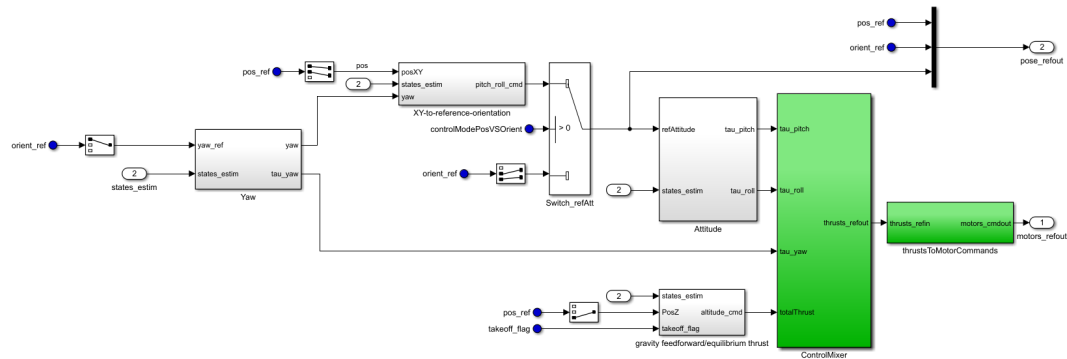 pos_ref
orient_ref
2
pose_refout
pos_ref
pos
2
posXY
states_estim
yaw
pitch_roll_cmd
XY-to-reference-orientation
controlModePosVSOrient
> 0
orient_ref
Switch_refAtt
orient_ref
2
states_estim
yaw_ref
states_estim
yaw
tau_yaw
Yaw
2
refAttitude
states_estim
tau_pitch
tau_roll
Attitude
tau_pitch
tau_roll
tau_yaw
totalThrust
thrusts_refout
ControlMixer
thrusts_refin
motors_cmdout
thrustsToMotorCommands
1
motors_refout
2
pos_ref
takeoff_flag
states_estim
PosZ
takeoff_flag
altitude_cmd
gravity feedforward/equilibrium thrust